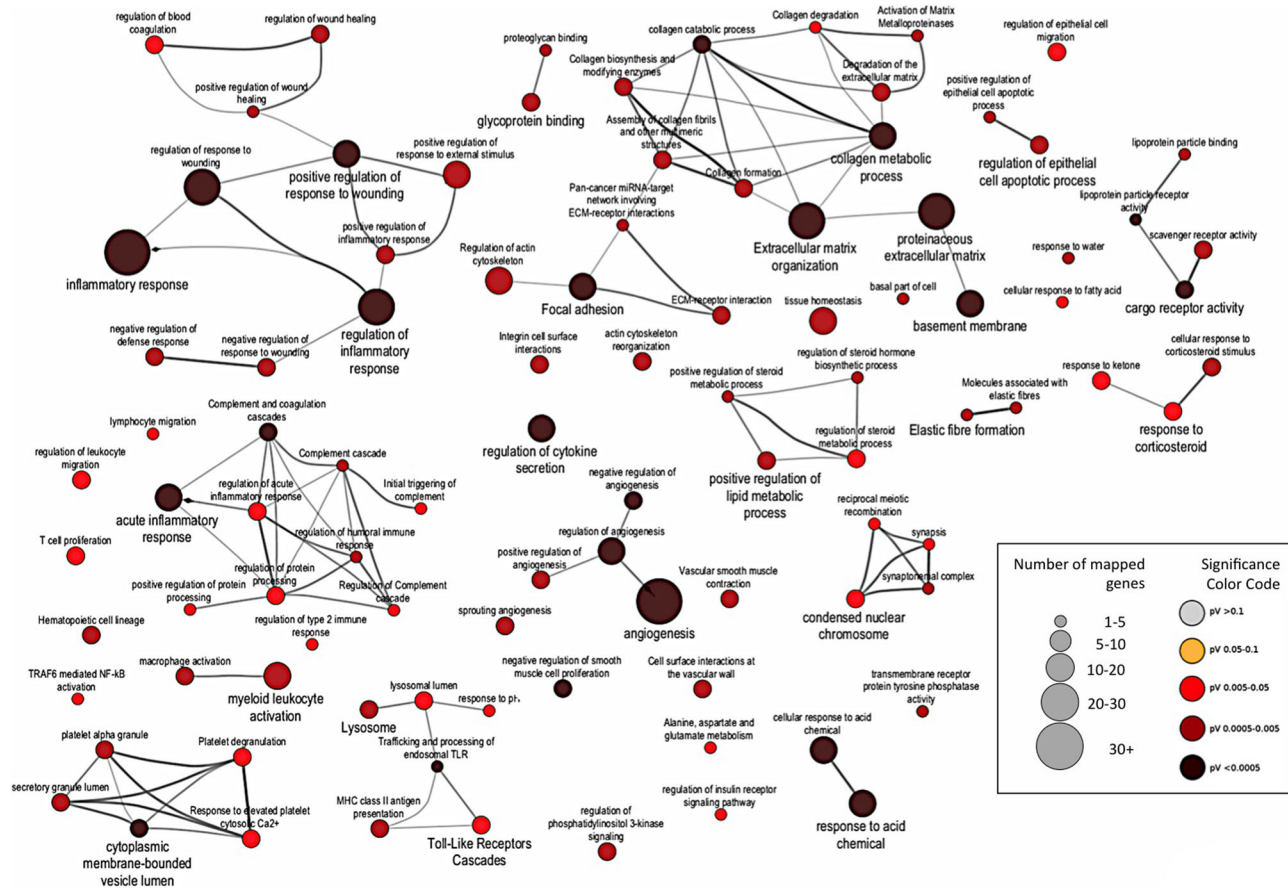 regulation of blood
coagulation
regulation of wound healing
positive regulation of wound
healing
regulation of response to
wounding
positive regulation of
response to wounding
positive regulation of
response to external stimulus
positive regulation of
inflammatory response
inflammatory response
regulation of
inflammatory
response
negative regulation of
defense response
negative regulation of
response to wounding
proteoglycan binding
glycoprotein binding
collagen catabolic process
Collagen degradation
Activation of Matrix
Metalloproteinases
Collagen biosynthesis and
modifying enzymes
Degradation of the
extracellular matrix
Assembly of collagen fibrils
and other multimeric
structures
collagen metabolic
process
Collagen formation
Pan-cancer miRNA-target
network involving
ECM-receptor interactions
Extracellular matrix
organization
proteinaceous
extracellular matrix
Regulation of actin
cytoskeleton
Focal adhesion
ECM-receptor interaction
tissue homeostasis
basal part of cell
basement membrane
Integrin cell surface
interactions
actin cytoskeleton
reorganization
regulation of epithelial cell
migration
positive regulation of
epithelial cell apoptotic
process
regulation of epithelial
cell apoptotic process
lipoprotein particle binding
lipoprotein particle receptor
activity
scavenger receptor activity
cargo receptor activity
response to water
cellular response to fatty acid
regulation of steroid hormone
biosynthetic process
positive regulation of steroid
metabolic process
regulation of steroid
metabolic process
positive regulation of
lipid metabolic
process
Molecules associated with
elastic fibres
Elastic fibre formation
response to ketone
cellular response to
corticosteroid stimulus
response to
corticosteroid
lymphocyte migration
Complement and coagulation
cascades
Complement cascade
regulation of leukocyte
migration
regulation of acute
inflammatory response
Initial triggering of
complement
acute inflammatory
response
regulation of humoral immune
response
T cell proliferation
regulation of protein
processing
positive regulation of protein
processing
Regulation of Complement
cascade
Hematopoietic cell lineage
regulation of type 2 immune
response
regulation of cytokine
secretion
negative regulation of
angiogenesis
regulation of angiogenesis
positive regulation of
angiogenesis
angiogenesis
sprouting angiogenesis
Vascular smooth muscle
contraction
reciprocal meiotic
recombination
synapsis
synaptonemal complex
condensed nuclear
chromosome
TRAF6 mediated NF-kB
activation
macrophage activation
myeloid leukocyte
activation
negative regulation of smooth
muscle cell proliferation
Cell surface interactions at
the vascular wall
transmembrane receptor
protein tyrosine phosphatase
activity
lysosomal lumen
Lysosome
response to
Trafficking and processing of
endosomal TLR
MHC class II antigen
presentation
Toll-Like Receptors
Cascades
platelet alpha granule
Platelet degranulation
secretory granule lumen
Response to elevated platelet
cytosolic Ca2+
cytoplasmic
membrane-bounded
vesicle lumen
Alanine, aspartate and
glutamate metabolism
regulation of insulin receptor
signaling pathway
regulation of
phosphatidylinositol 3-kinase
signaling
cellular response to acid
chemical
response to acid
chemical
Number of mapped
genes
1-5
5-10
10-20
20-30
30+
Significance
Color Code
pV >0.1
pV 0.05-0.1
pV 0.005-0.05
pV 0.0005-0.005
pV <0.0005